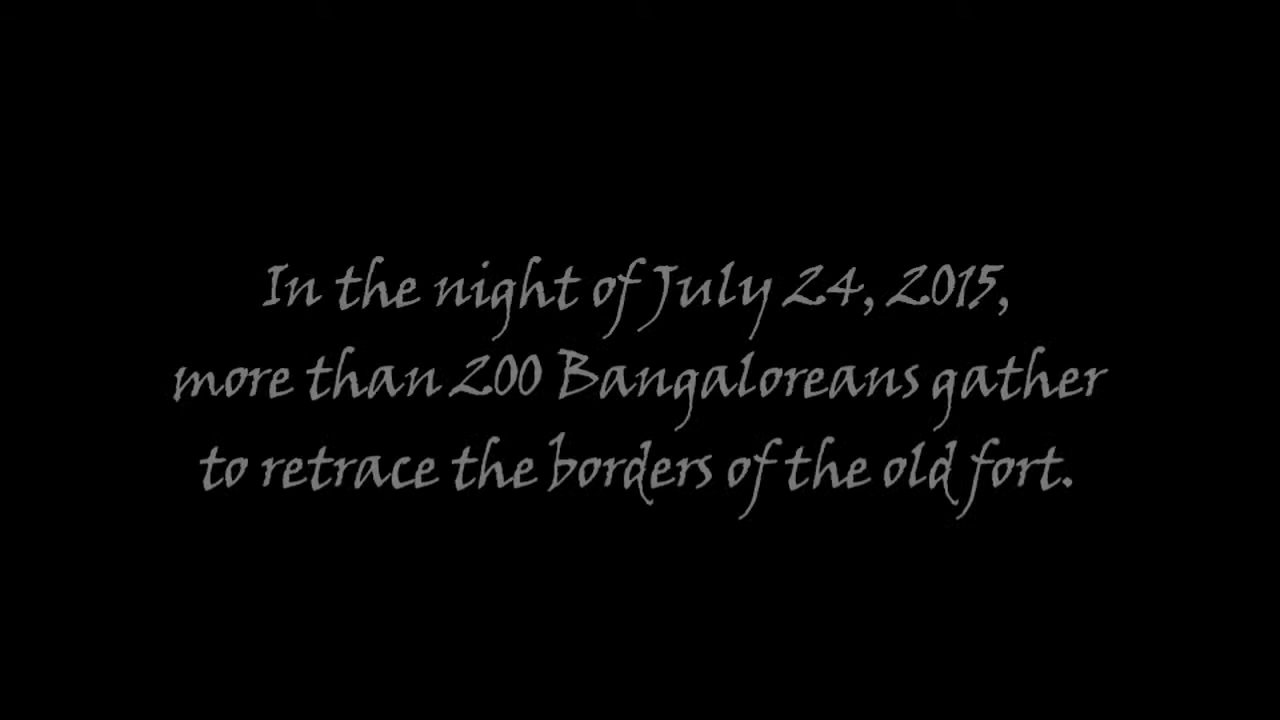 In the night of July 24, 2015,
more than 200 Bangaloreans gather
to retrace the borders of the old fort.